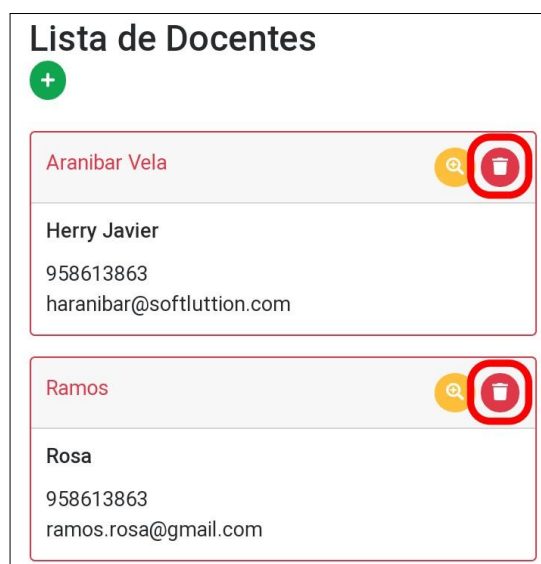 Lista de Docentes
Aranibar Vela
Herry Javier
958613863
haranibar@softluttion.com
Ramos
Rosa
958613863
ramos.rosa@gmail.com